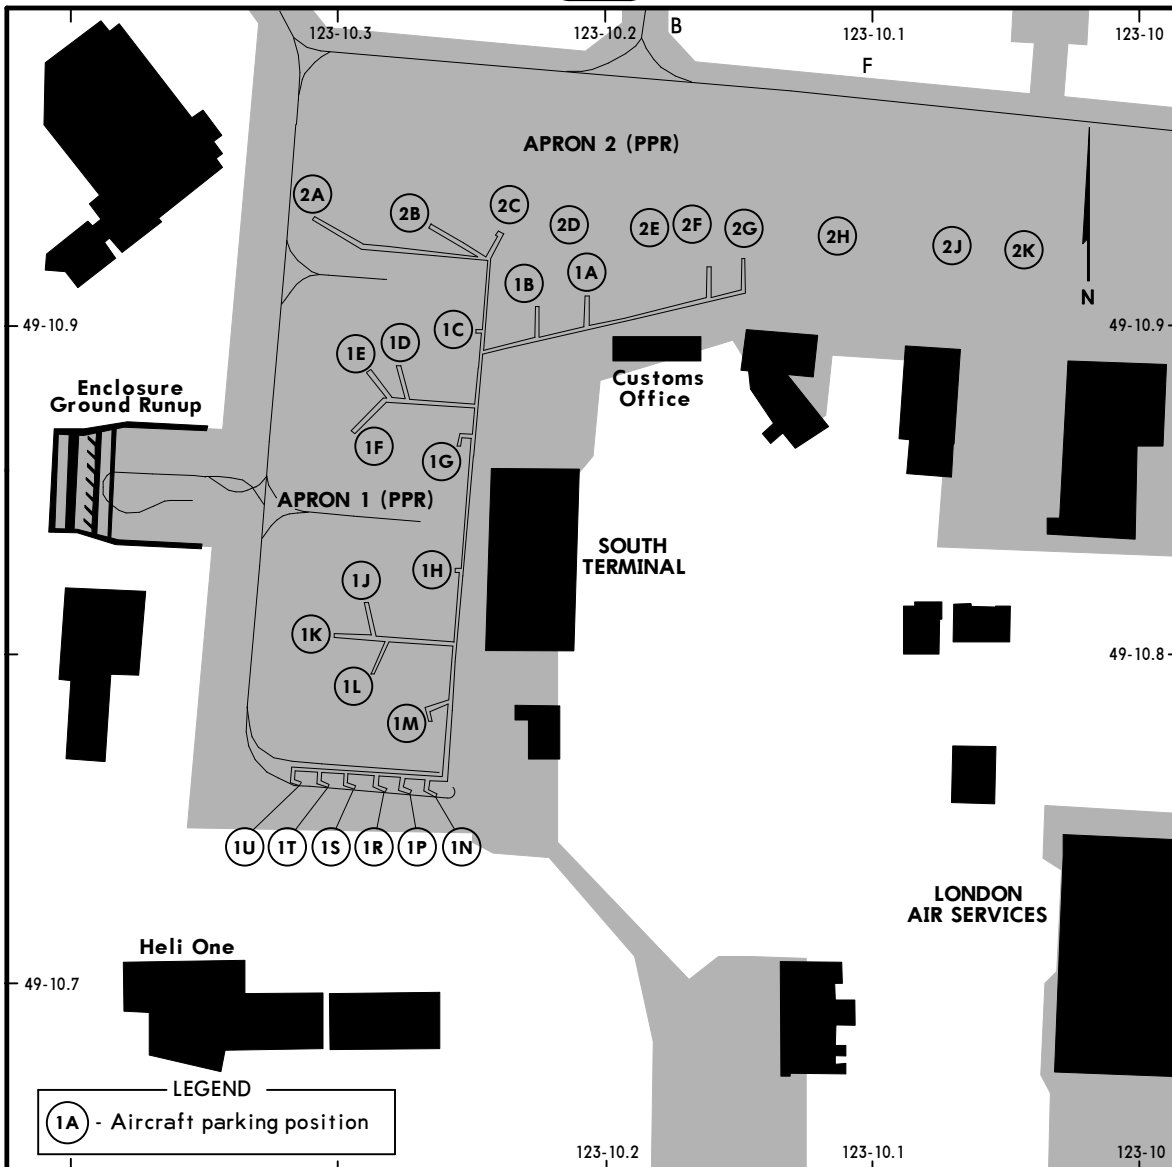 123-10.3
123-10.2
B
123-10.1
123-10
F
APRON 2 (PPR)
2A
2B
2C
2D
2E
2F
2G
2H
2J
2K
1B
1A
N
49-10.9
1C
49-10.9
1E
1D
Enclosure
Ground Runup
Customs
Office
1F
1G
APRON 1 (PPR)
SOUTH
TERMINAL
1H
1J
1K
49-10.8
1L
1M
1U
1T
1S
1R
1P
1N
LONDON
AIR SERVICES
Heli One
49-10.7
LEGEND
1A - Aircraft parking position
123-10.2
123-10.1
123-10